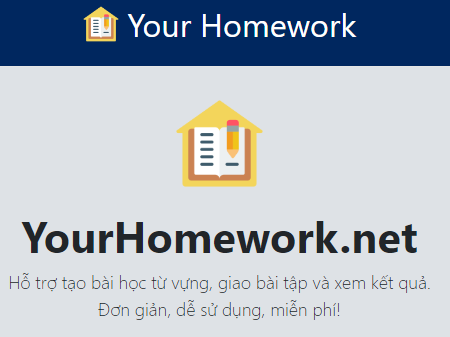 Your Homework
YourHomework.net
Hỗ trợ tạo bài học từ vựng, giao bài tập và xem kết quả.
Đơn giản, dễ sử dụng, miễn phí!